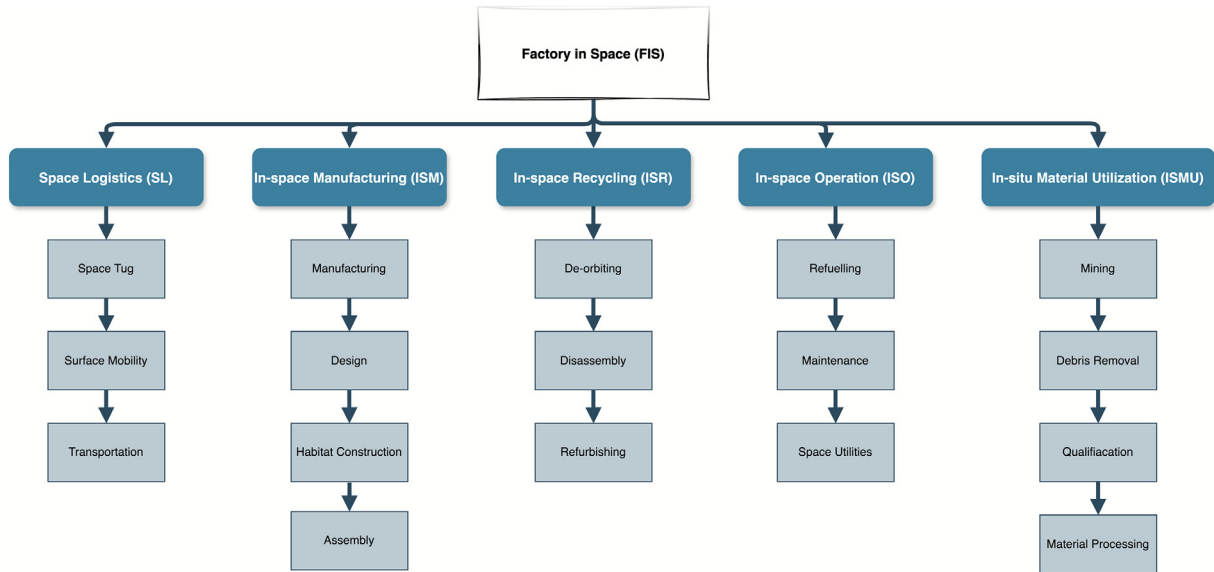 Factory in Space (FIS)
Space Logistics (SL)
In-space Manufacturing (ISM)
In-space Recycling (ISR)
In-space Operation (ISO)
In-situ Material Utilization (ISMU)
Space Tug
Manufacturing
De-orbiting
Refuelling
Mining
Surface Mobility
Design
Disassembly
Maintenance
Debris Removal
Transportation
Habitat Construction
Refurbishing
Space Utilities
Qualifiacation
Assembly
Material Processing